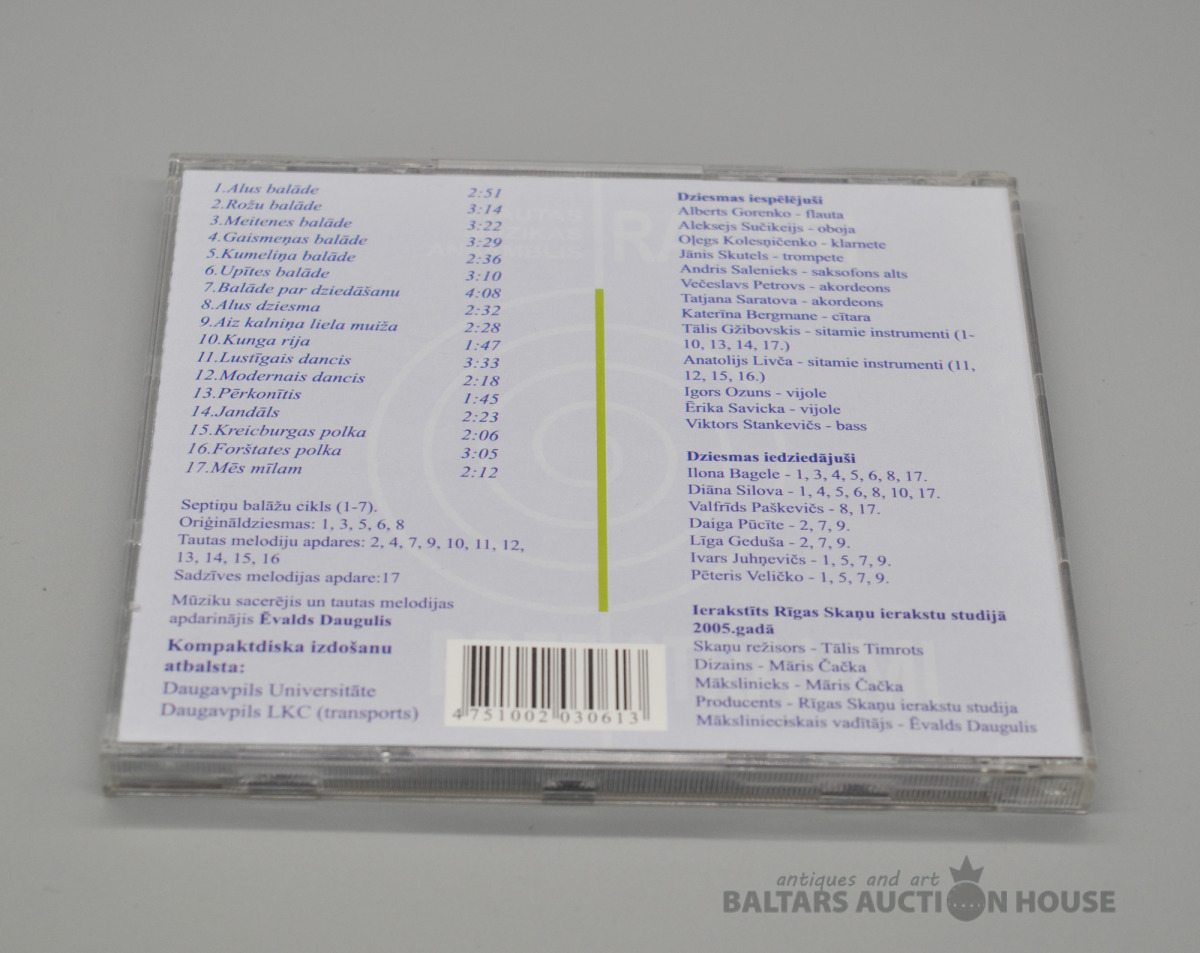 1.Alus balāde 2:51
2.Rožu balāde 3:14
3.Meitenes balāde 3:22
4.Gaismeņas balāde 3:29
5.Kumeliņa balāde 2:36
6.Upītes balāde 3:10
7.Balāde par dziedāšanu 4:08
8.Alus dziesma 2:32
9.Aiz kalniņa liela muiža 2:28
10.Kunga rija 1:47
11.Lustīgais dancis 3:33
12.Modernais dancis 2:18
13.Pērkonītis 1:45
14.Jandāls 2:23
15.Kreicburgas polka 2:06
16.Forštates polka 3:05
17.Mēs mīlam 2:12
Septiņu balāžu cikls (1-7).
Oriģināldziesmas: 1, 3, 5, 6, 8
Tautas melodiju apdares: 2, 4, 7, 9, 10, 11, 12,
13, 14, 15, 16
Sadzīves melodijas apdare:17
Mūziku sacerējis un tautas melodijas
apdarinājis Ēvalds Daugulis
Kompaktdiska izdošanu
atbalsta:
Daugavpils Universitāte
Daugavpils LKC (transports)
4 751002 030613
Dziesmas iespēlējuši
Alberts Gorenko - flauta
Aleksejs Sučikeijs - oboja
Oļegs Kolesņičenko - klarnete
Jānis Skutels - trompete
Andris Salenieks - saksofons alts
Večeslavs Petrovs - akordeons
Tatjana Saratova - akordeons
Katerīna Bergmane - cītara
Tālis Gžibovskis - sitamie instrumenti (1-
10, 13, 14, 17.)
Anatolijs Livča - sitamie instrumenti (11,
12, 15, 16.)
Igors Ozuns - vijole
Ērika Savicka - vijole
Viktors Stankevičs - bass
Dziesmas iedziedājuši
Ilona Bagele - 1, 3, 4, 5, 6, 8, 17.
Diāna Silova - 1, 4, 5, 6, 8, 10, 17.
Valfrīds Paškevičs - 8, 17.
Daiga Pūcīte - 2, 7, 9.
Līga Geduša - 2, 7, 9.
Ivars Juhņevičs - 1, 5, 7, 9.
Pēteris Veličko - 1, 5, 7, 9.
Ierakstīts Rīgas Skaņu ierakstu studijā
2005.gadā
Skaņu režisors - Tālis Timrots
Dizains - Māris Čačka
Mākslinieks - Māris Čačka
Producents - Rīgas Skaņu ierakstu studija
Mākslinieciskais vadītājs - Ēvalds Daugulis
antiques and art
BALTARS AUCTION HOUSE